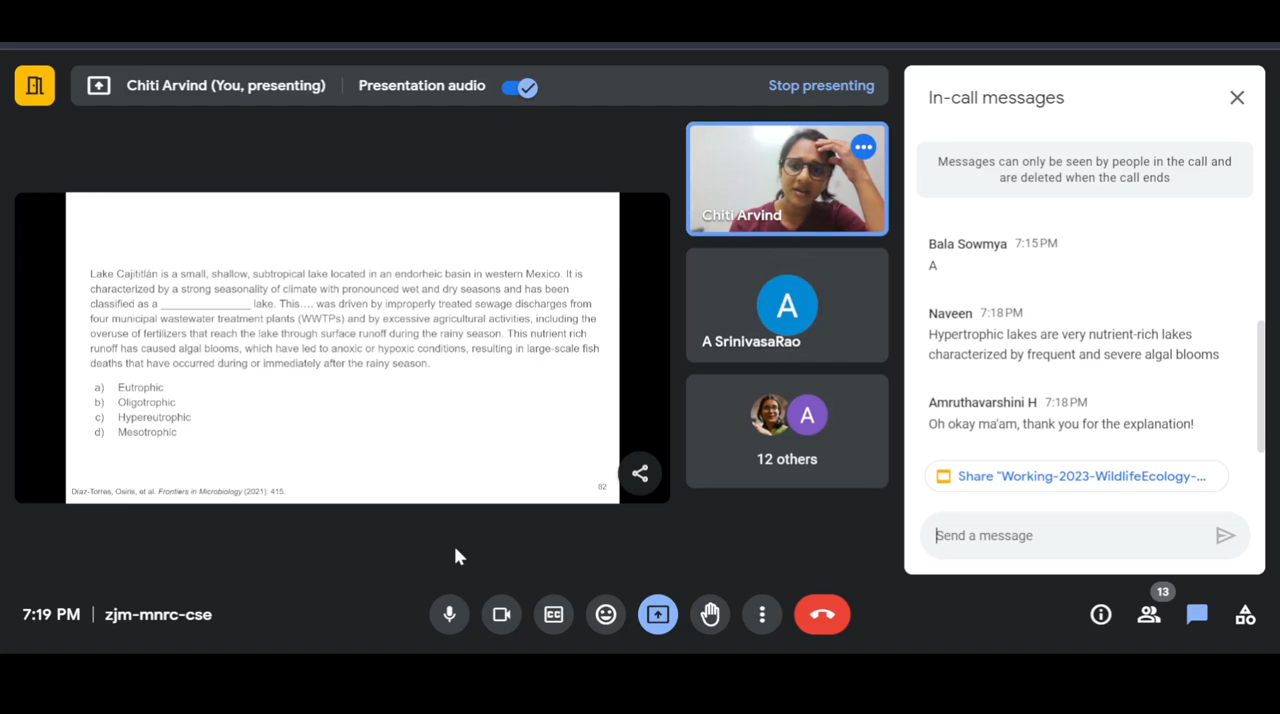 Chiti Arvind (You, presenting)
Presentation audio
Stop presenting
Lake Cajititlán is a small, shallow, subtropical lake located in an endorheic basin in western Mexico. It is
characterized by a strong seasonality of climate with pronounced wet and dry seasons and has been
classified as a ________________ lake. This.... was driven by improperly treated sewage discharges from
four municipal wastewater treatment plants (WWTPs) and by excessive agricultural activities, including the
overuse of fertilizers that reach the lake through surface runoff during the rainy season. This nutrient rich
runoff has caused algal blooms, which have led to anoxic or hypoxic conditions, resulting in large-scale fish
deaths that have occurred during or immediately after the rainy season.
a) Eutrophic
b) Oligotrophic
c) Hypereutrophic
d) Mesotrophic
Díaz-Torres, Osiris, et al. Frontiers in Microbiology (2021): 415.
82
Chiti Arvind
A
A SrinivasaRao
A
12 others
In-call messages
Messages can only be seen by people in the call and
are deleted when the call ends
Bala Sowmya 7:15 PM
A
Naveen 7:18 PM
Hypertrophic lakes are very nutrient-rich lakes
characterized by frequent and severe algal blooms
Amruthavarshini H 7:18 PM
Oh okay ma'am, thank you for the explanation!
Share "Working-2023-WildlifeEcology-...
Send a message
7:19 PM | zjm-mnrc-cse
CC
13